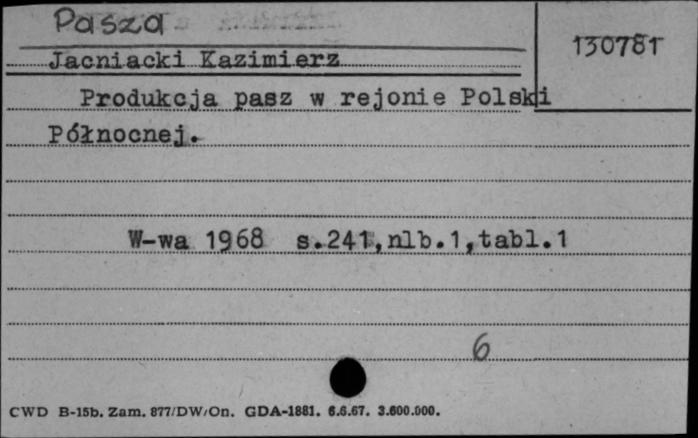 Pasza
130781
Jacniacki Kazimierz
Produkcja pasz w rejonie Polski
Północnej.
W-wa 1968 s.241,nlb.1,tabl.1
6
CWD B-15b. Zam. 877/DW/On. GDA-1881. 6.6.67. 3.600.000.